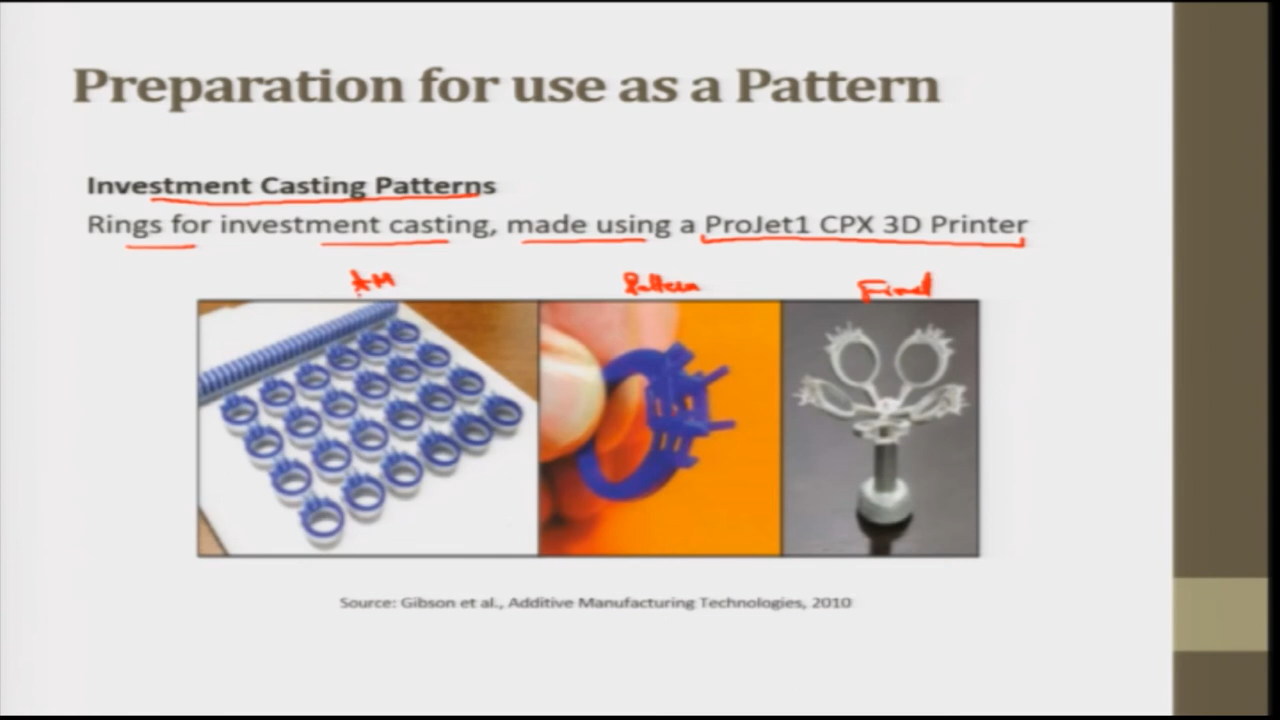 Preparation for use as a Pattern
Investment Casting Patterns
Rings for investment casting, made using a ProJet1 CPX 3D Printer
AM Pattern Final
Source: Gibson et al., Additive Manufacturing Technologies, 2010